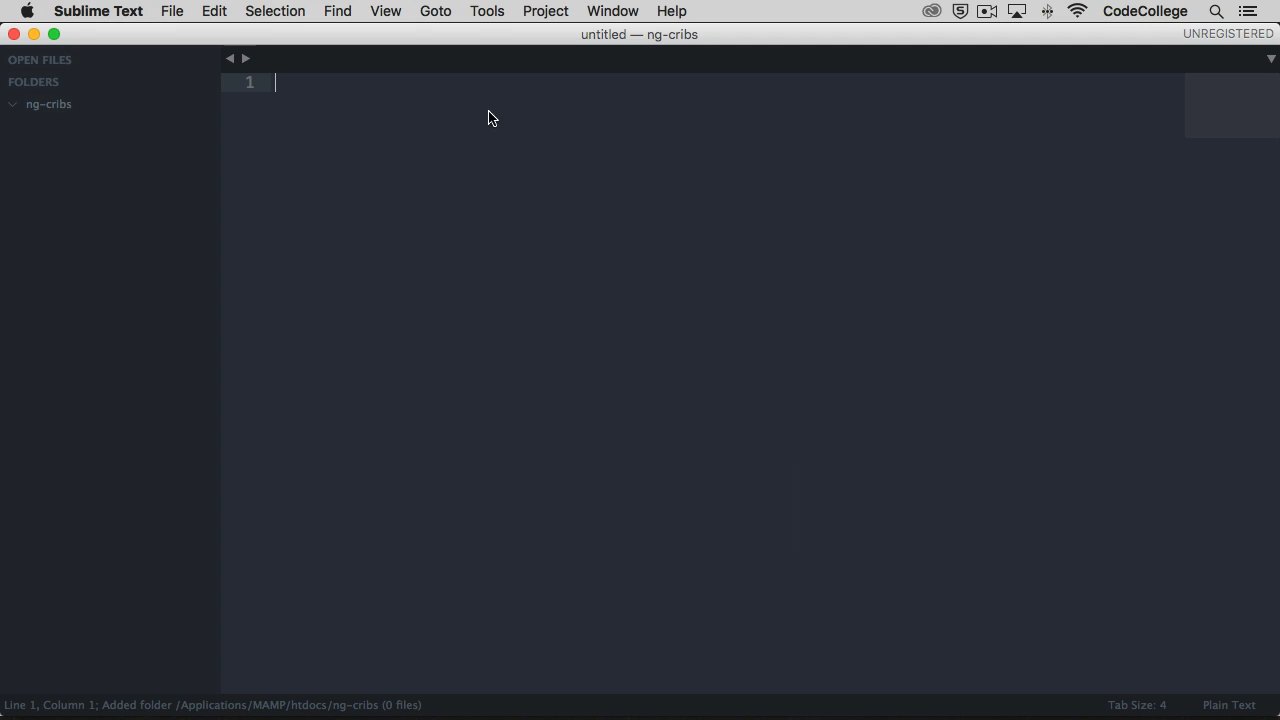 Sublime Text File Edit Selection Find View Goto Tools Project Window Help CodeCollege
untitled — ng-cribs UNREGISTERED
OPEN FILES
FOLDERS
ng-cribs
1
Line 1, Column 1; Added folder /Applications/MAMP/htdocs/ng-cribs (0 files) Tab Size: 4 Plain Text